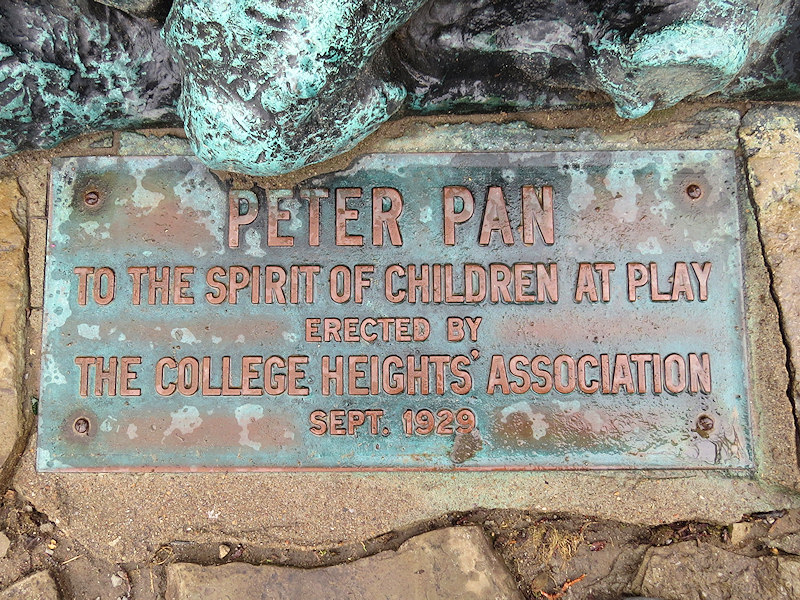 PETER PAN
TO THE SPIRIT OF CHILDREN AT PLAY
ERECTED BY
THE COLLEGE HEIGHTS' ASSOCIATION
SEPT. 1929